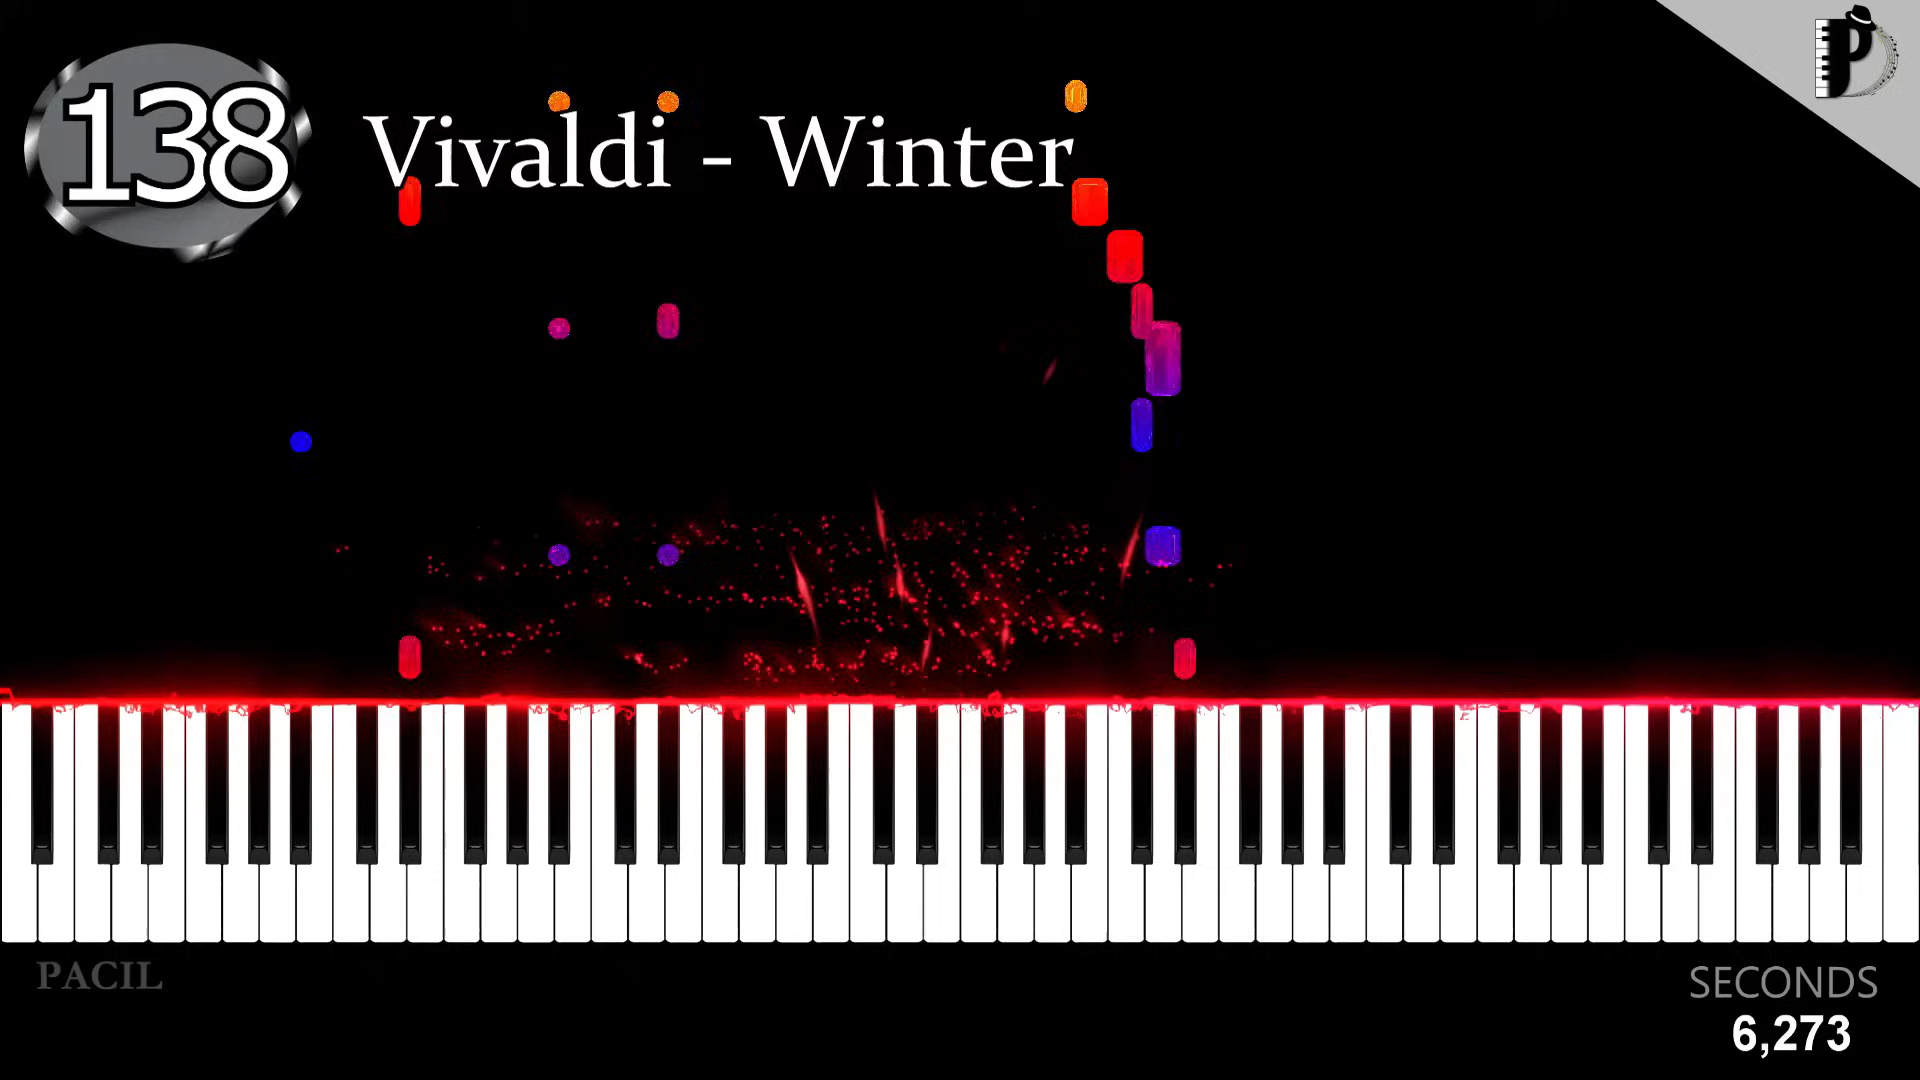 138
Vivaldi - Winter
P
PACIL
SECONDS
6,273